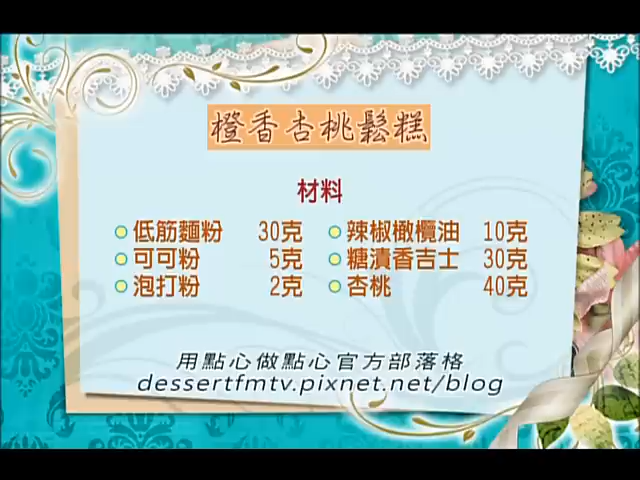 橙香杏桃鬆糕
材料
低筋麵粉 30克 辣椒橄欖油 10克
可可粉 5克 糖漬香吉士 30克
泡打粉 2克 杏桃 40克
用點心做點心官方部落格
dessertfmtv.pixnet.net/blog